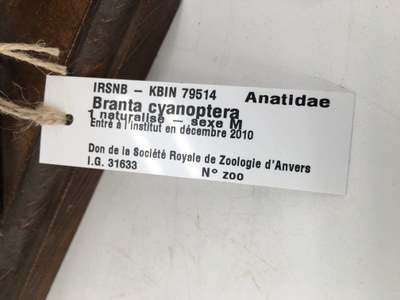 IRSNB – KBIN 79514 Anatidae
Branta cyanoptera
1 naturalisé – sexe M
Entré à l'Institut en décembre 2010
Don de la Société Royale de Zoologie d'Anvers
I.G. 31633 N° zoo